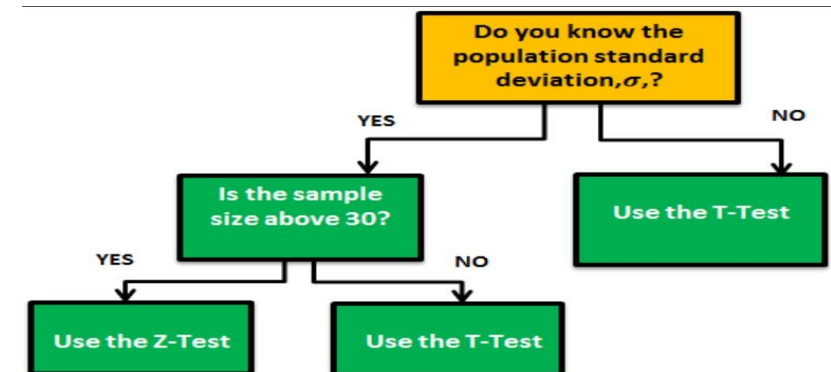 Do you know the
population standard
deviation,σ,?
YES
NO
Is the sample
size above 30?
Use the T-Test
YES
NO
Use the Z-Test
Use the T-Test